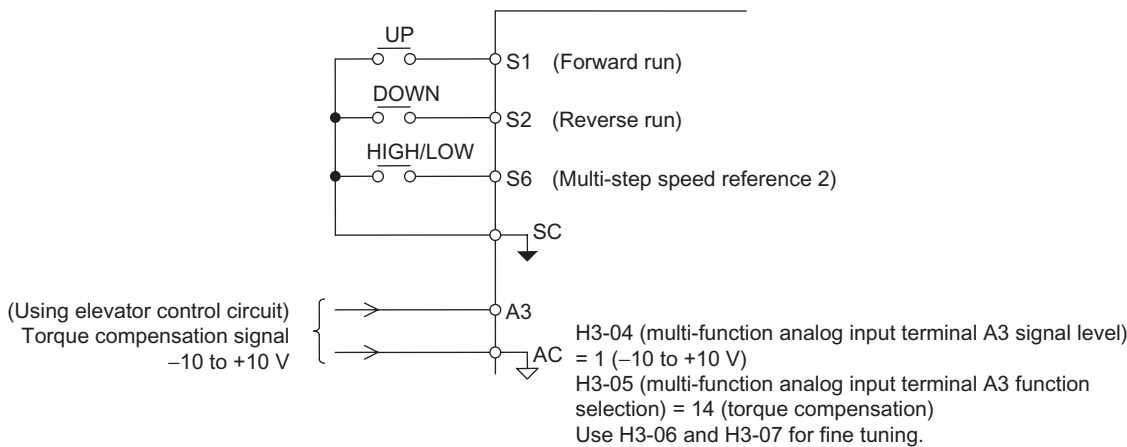 UP
S1 (Forward run)
DOWN
S2 (Reverse run)
HIGH/LOW
S6 (Multi-step speed reference 2)
SC
(Using elevator control circuit)
Torque compensation signal
−10 to +10 V
A3
AC
H3-04 (multi-function analog input terminal A3 signal level)
= 1 (−10 to +10 V)
H3-05 (multi-function analog input terminal A3 function
selection) = 14 (torque compensation)
Use H3-06 and H3-07 for fine tuning.